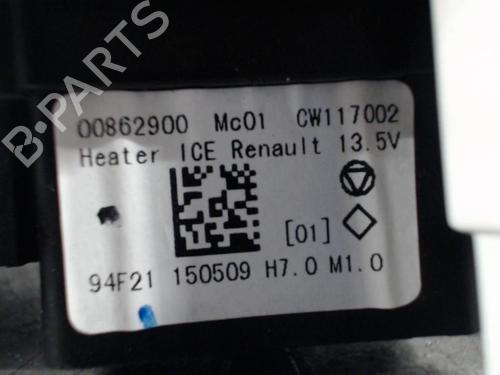 B-PARTS
00862900 Mc01 CW117002
Heater ICE Renault 13.5V
[01]
94F21 150509 H7.0 M1.0